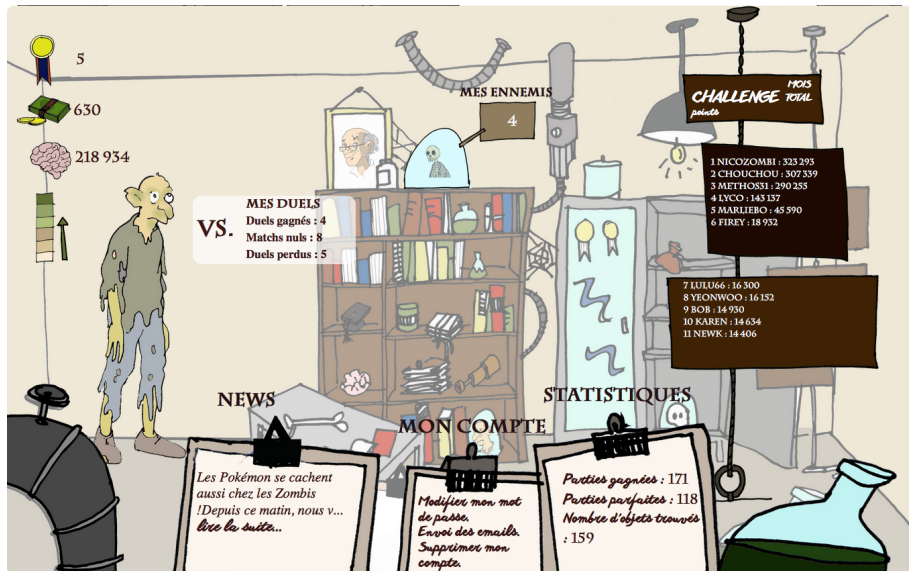 5
630
218 934
VS.
MES DUELS
Duels gagnés : 4
Matchs nuls : 8
Duels perdus : 5
MES ENNEMIS
4
MOIS
CHALLENGE TOTAL
points
1 NICOZOMBI : 323 293
2 CHOUCHOU : 307 339
3 METHOS31 : 290 255
4 LYCO : 143 137
5 MARLIEBO : 45 590
6 FIREY : 18 932
7 LULU66 : 16 300
8 YEONWOO : 16 152
9 BOB : 14 930
10 KAREN : 14 634
11 NEWK : 14 406
NEWS
Les Pokémon se cachent
aussi chez les Zombis
!Depuis ce matin, nous v...
lire la suite...
MON COMPTE
Modifier mon mot
de passe.
Envoi des emails.
Supprimer mon
compte.
STATISTIQUES
Parties gagnées : 171
Parties parfaites : 118
Nombre d'objets trouvés
: 159